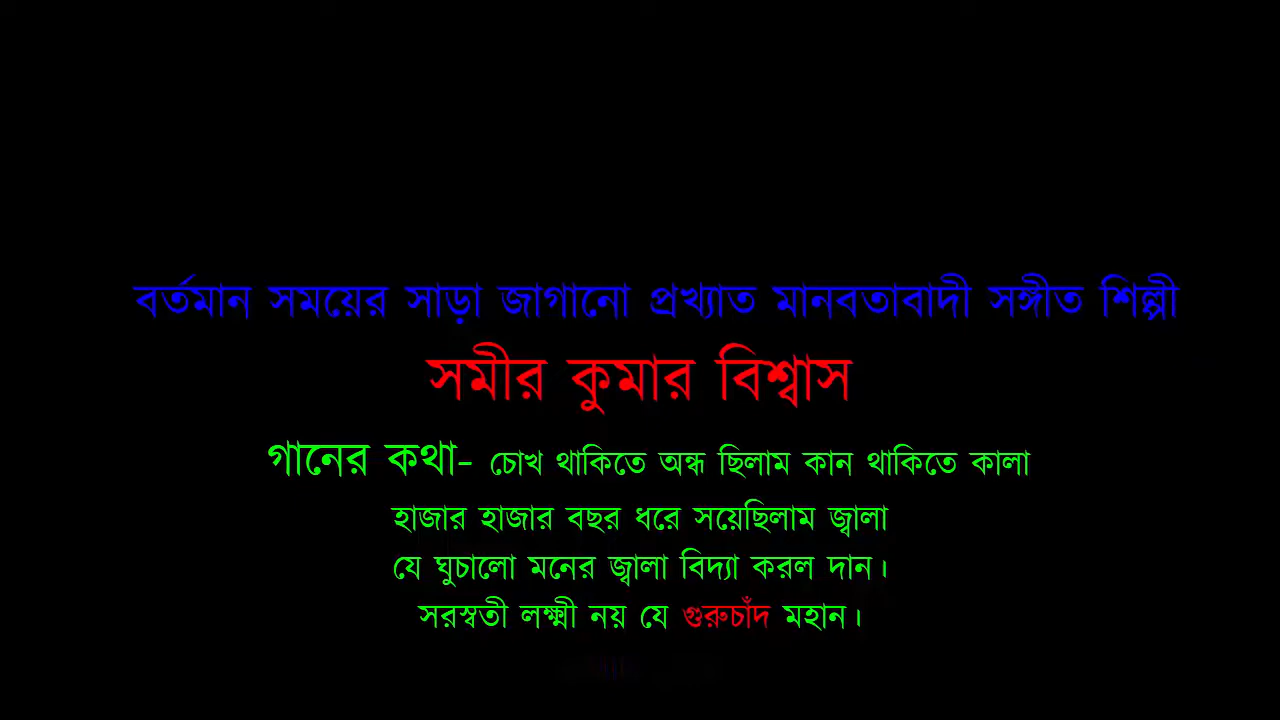 বর্তমান সময়ের সাড়া জাগানো প্রখ্যাত মানবতাবাদী সঙ্গীত শিল্পী
সমীর কুমার বিশ্বাস
গানের কথা- চোখ থাকিতে অন্ধ ছিলাম কান থাকিতে কালা
হাজার হাজার বছর ধরে সয়েছিলাম জ্বালা
যে ঘুচালো মনের জ্বালা বিদ্যা করল দান।
সরস্বতী লক্ষ্মী নয় যে গুরুচাঁদ মহান।